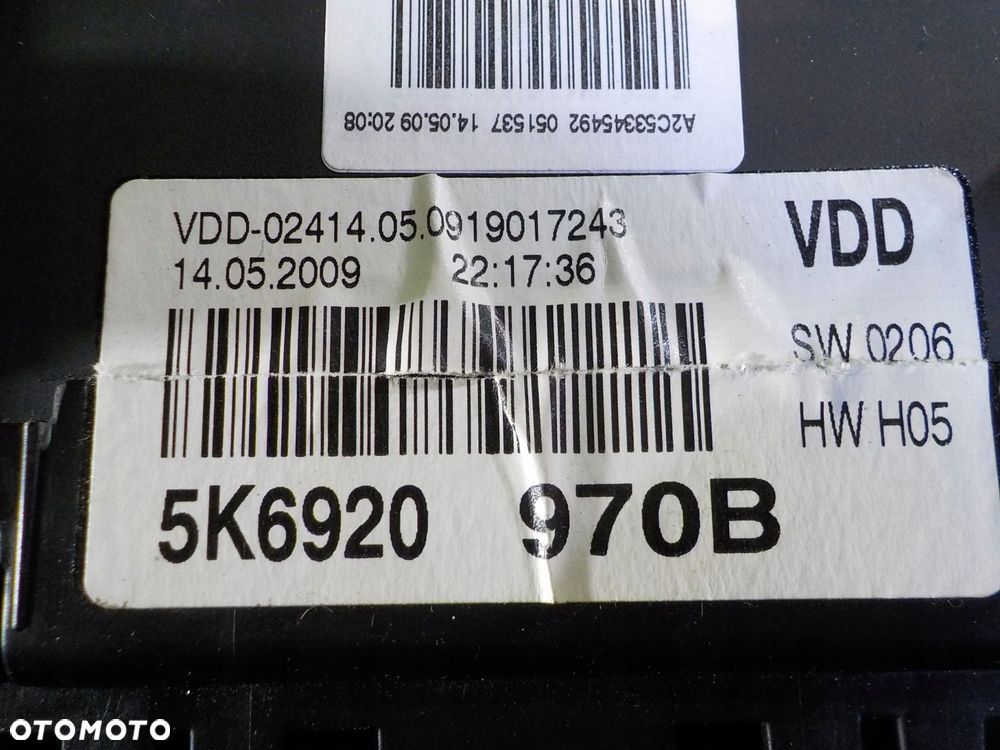 A2C53345492 051537 14.05.09 20:08
VDD-02414.05.0919017243
14.05.2009 22:17:36
VDD
SW 0206
HW H05
5K6920 970B
OTOMOTO